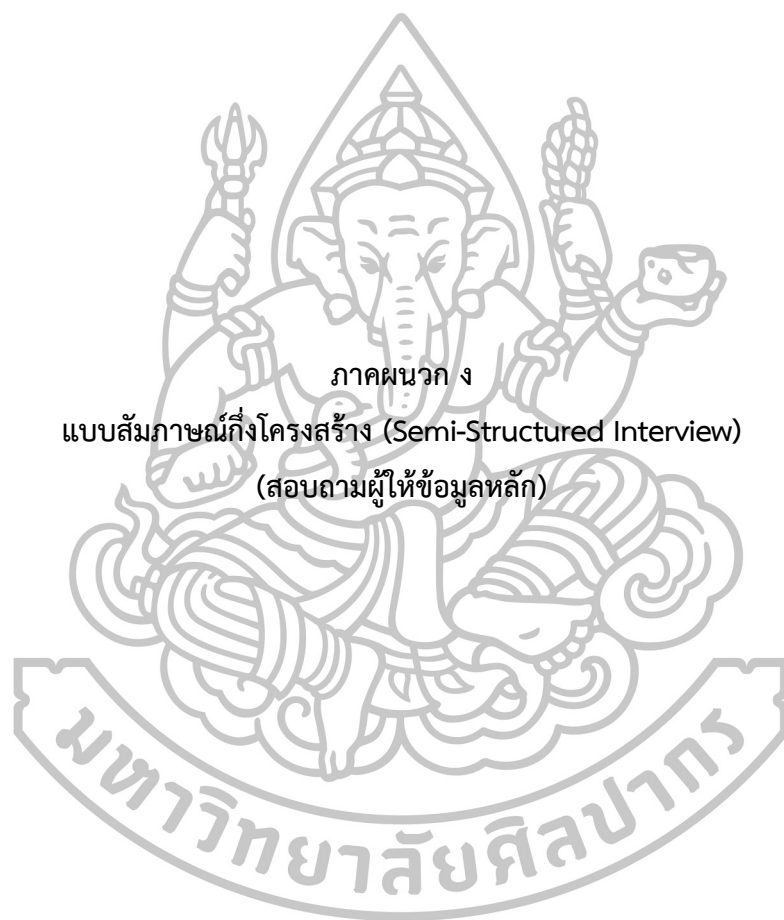 ภาคผนวก ง
แบบสัมภาษณ์กึ่งโครงสร้าง (Semi-Structured Interview)
(สอบถามผู้ให้ข้อมูลหลัก)
มหาวิทยาลัยศิลปากร